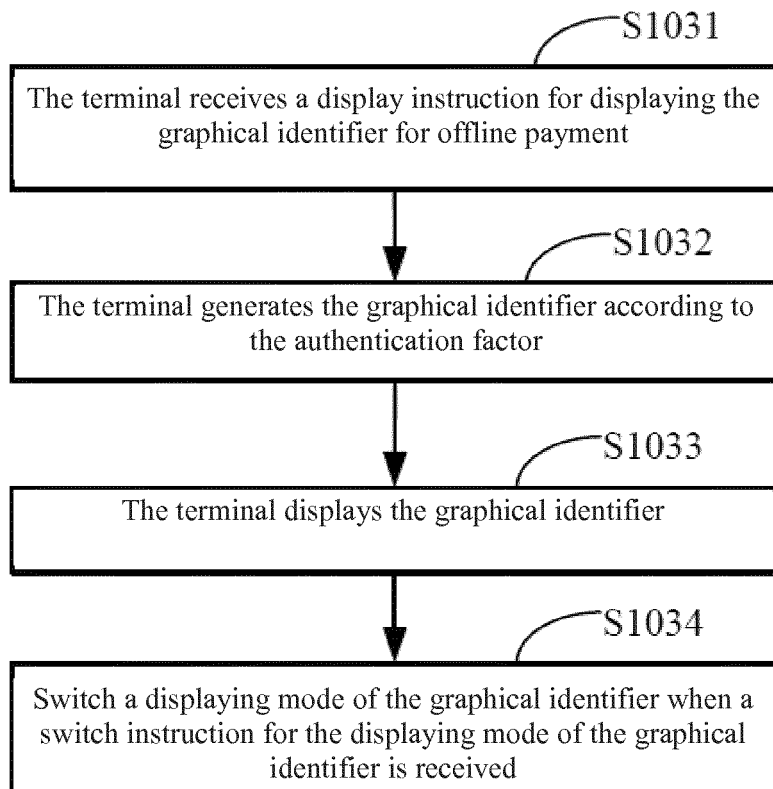 S1031
The terminal receives a display instruction for displaying the
graphical identifier for offline payment
S1032
The terminal generates the graphical identifier according to
the authentication factor
S1033
The terminal displays the graphical identifier
S1034
Switch a displaying mode of the graphical identifier when a
switch instruction for the displaying mode of the graphical
identifier is received